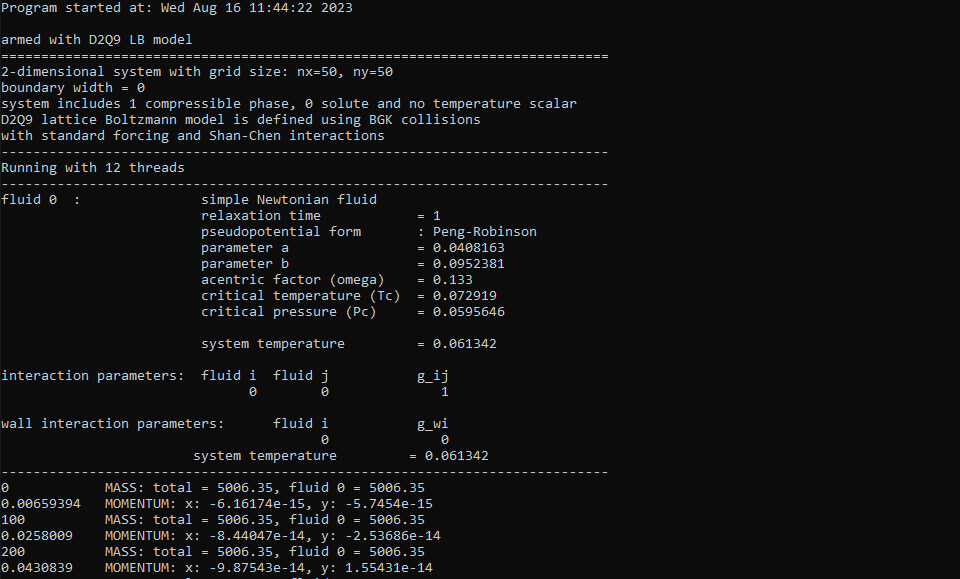 Program started at: Wed Aug 16 11:44:22 2023
armed with D2Q9 LB model
============================================================================
2-dimensional system with grid size: nx=50, ny=50
boundary width = 0
system includes 1 compressible phase, 0 solute and no temperature scalar
D2Q9 lattice Boltzmann model is defined using BGK collisions
with standard forcing and Shan-Chen interactions
----------------------------------------------------------------------------
Running with 12 threads
----------------------------------------------------------------------------
fluid 0  :               simple Newtonian fluid
                         relaxation time            = 1
                         pseudopotential form       : Peng-Robinson
                         parameter a                = 0.0408163
                         parameter b                = 0.0952381
                         acentric factor (omega)    = 0.133
                         critical temperature (Tc)  = 0.072919
                         critical pressure (Pc)     = 0.0595646
                         system temperature         = 0.061342
interaction parameters:  fluid i  fluid j           g_ij
                               0        0              1
wall interaction parameters:      fluid i           g_wi
                                        0              0
                        system temperature         = 0.061342
----------------------------------------------------------------------------
0            MASS: total = 5006.35, fluid 0 = 5006.35
0.00659394   MOMENTUM: x: -6.16174e-15, y: -5.7454e-15
100          MASS: total = 5006.35, fluid 0 = 5006.35
0.0258009    MOMENTUM: x: -8.44047e-14, y: -2.53686e-14
200          MASS: total = 5006.35, fluid 0 = 5006.35
0.0430839    MOMENTUM: x: -9.87543e-14, y: 1.55431e-14